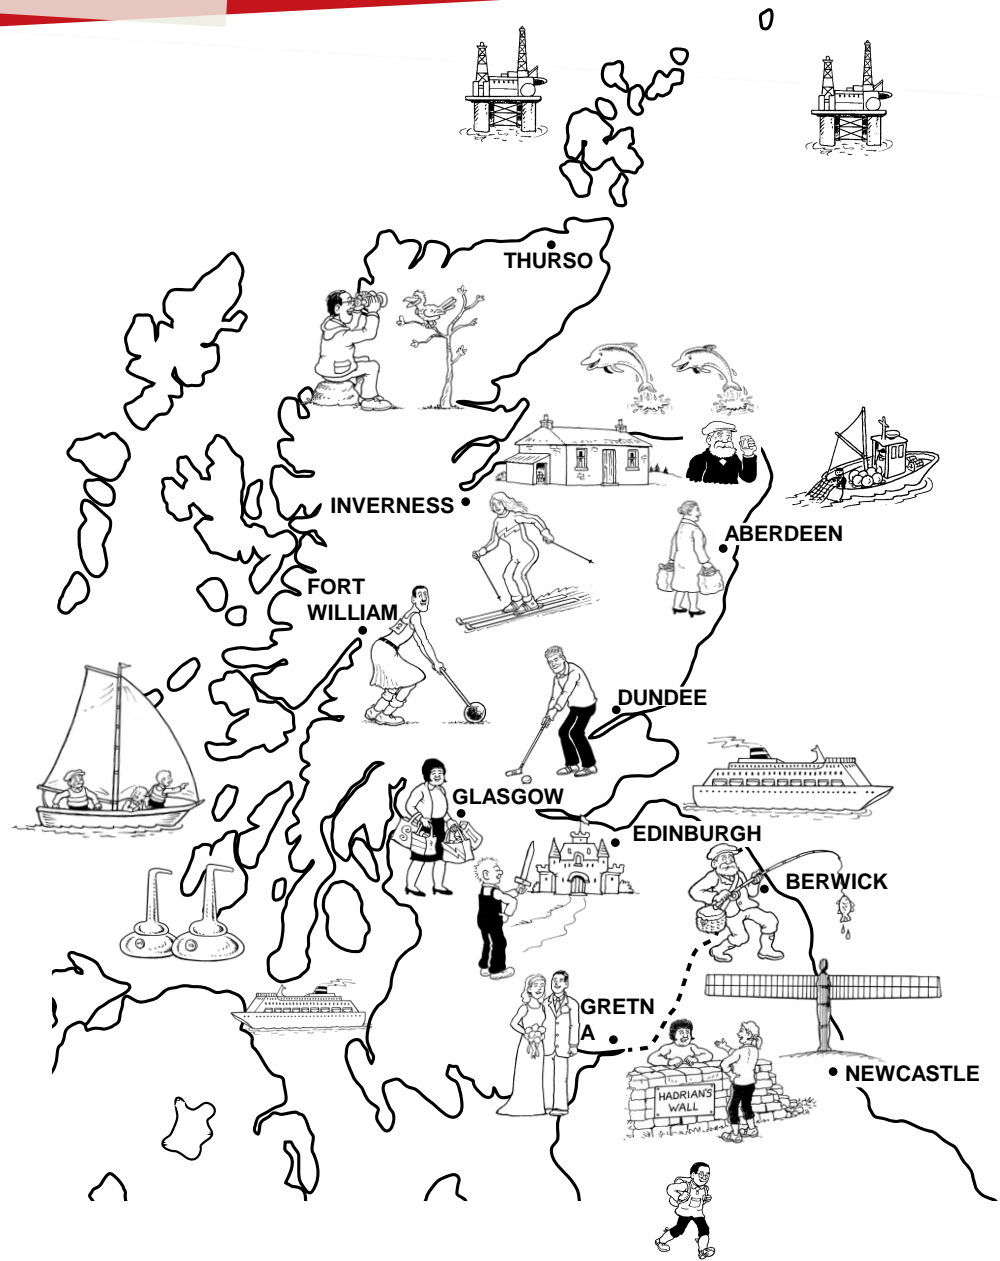 THURSO
INVERNESS
ABERDEEN
FORT
WILLIAM
DUNDEE
GLASGOW
EDINBURGH
BERWICK
GRETN
A
NEWCASTLE
HADRIAN'S
WALL